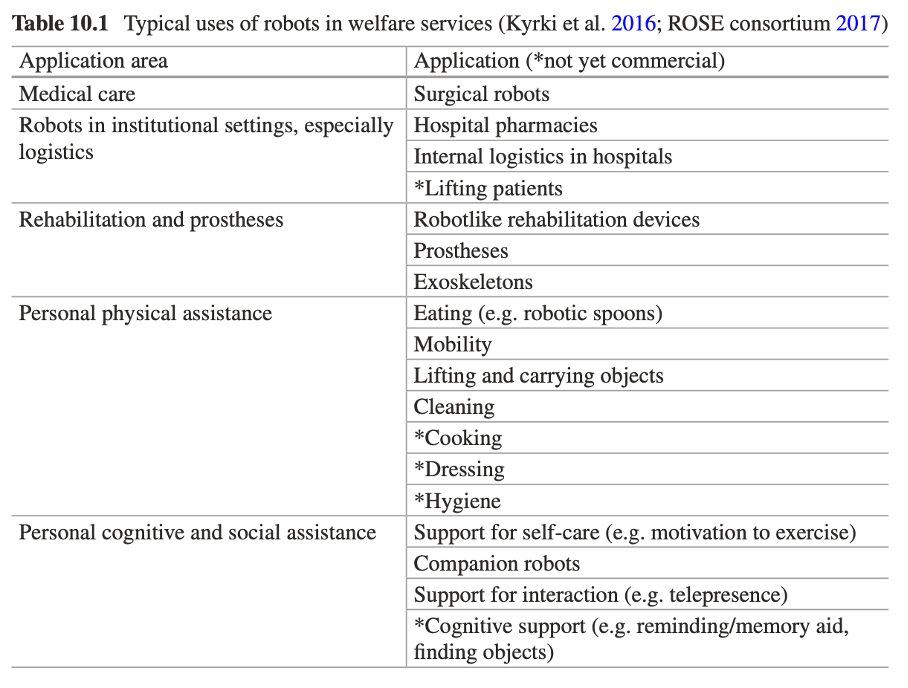 Table 10.1 Typical uses of robots in welfare services (Kyrki et al. 2016; ROSE consortium 2017)
Application area
Application (*not yet commercial)
Medical care
Surgical robots
Robots in institutional settings, especially
logistics
Hospital pharmacies
Internal logistics in hospitals
*Lifting patients
Rehabilitation and prostheses
Robotlike rehabilitation devices
Prostheses
Exoskeletons
Personal physical assistance
Eating (e.g. robotic spoons)
Mobility
Lifting and carrying objects
Cleaning
*Cooking
*Dressing
*Hygiene
Personal cognitive and social assistance
Support for self-care (e.g. motivation to exercise)
Companion robots
Support for interaction (e.g. telepresence)
*Cognitive support (e.g. reminding/memory aid,
finding objects)